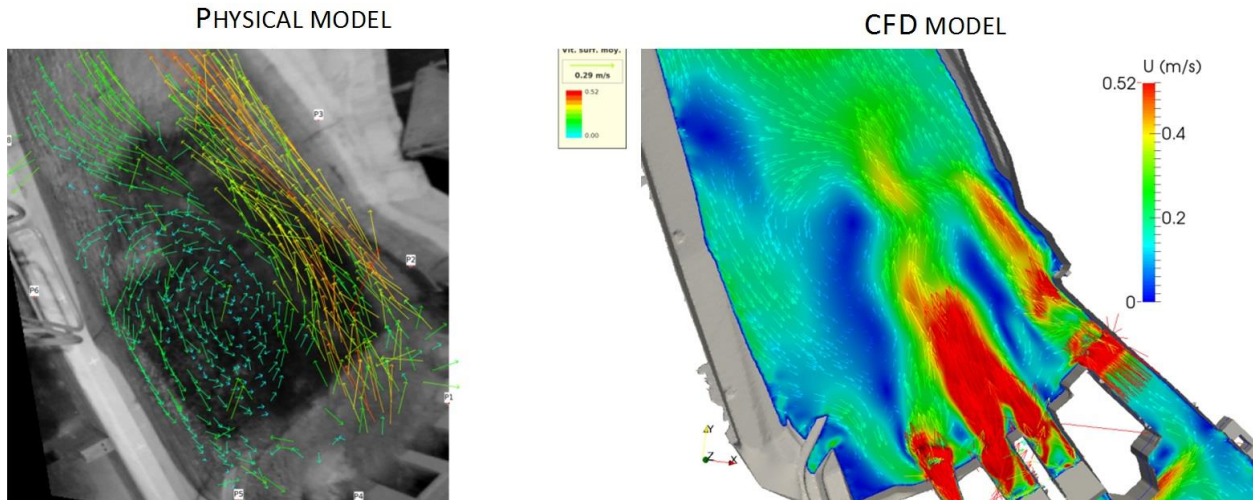 PHYSICAL MODEL
CFD MODEL
Vit. surf. moy.
0.29 m/s
0.52
0.00
U (m/s)
0.52
0.4
0.2
0
P3
P2
P1
P6
8
P5
P4
Y
Z
X